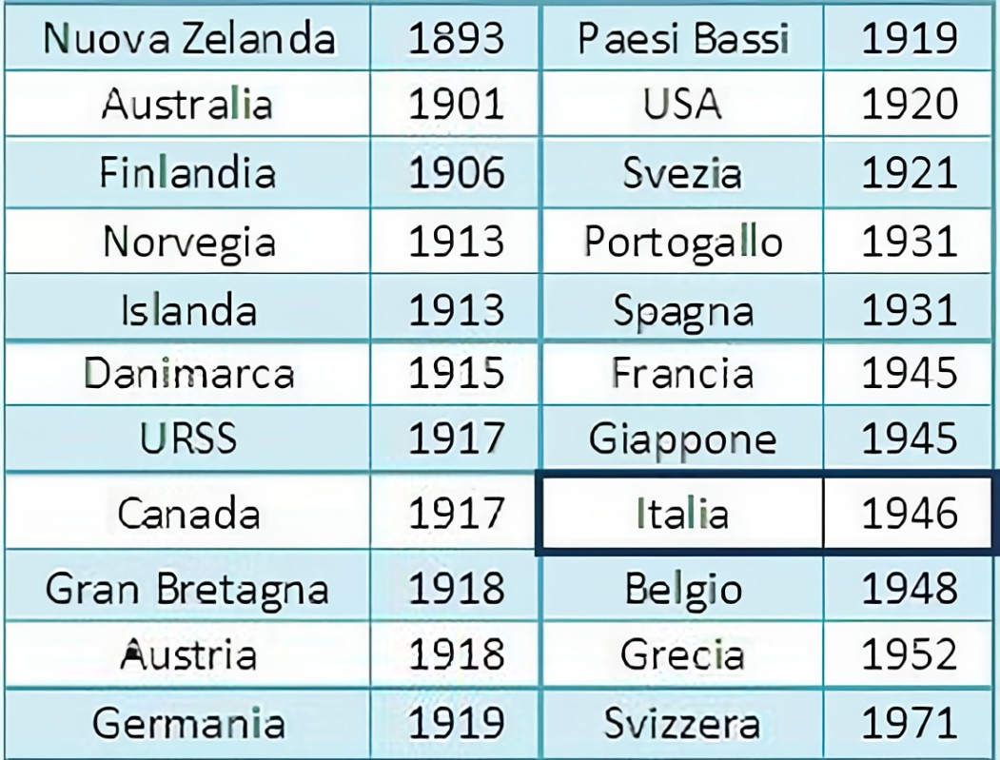 Nuova Zelanda 1893 Paesi Bassi 1919
Australia 1901 USA 1920
Finlandia 1906 Svezia 1921
Norvegia 1913 Portogallo 1931
Islanda 1913 Spagna 1931
Danimarca 1915 Francia 1945
URSS 1917 Giappone 1945
Canada 1917 Italia 1946
Gran Bretagna 1918 Belgio 1948
Austria 1918 Grecia 1952
Germania 1919 Svizzera 1971